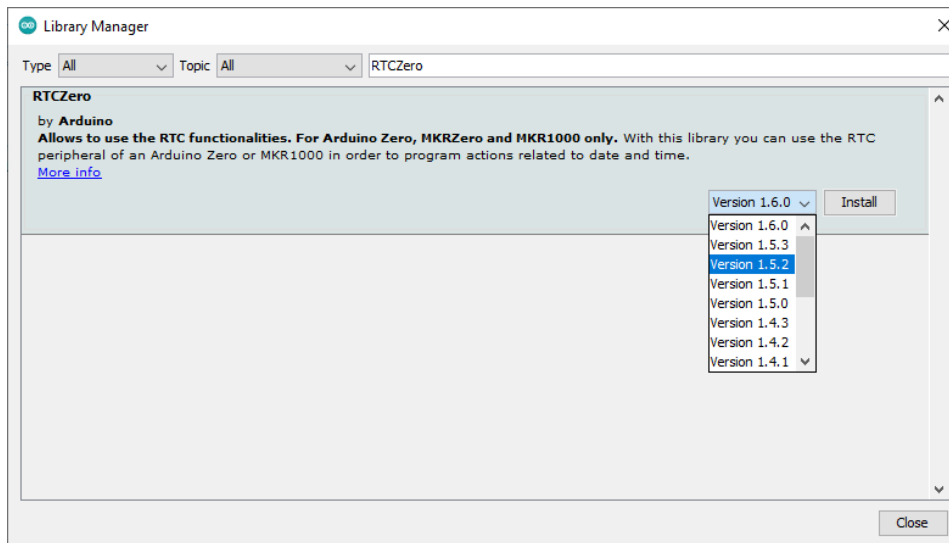 Library Manager
Type All Topic All RTCZero
RTCZero
by Arduino
Allows to use the RTC functionalities. For Arduino Zero, MKRZero and MKR1000 only. With this library you can use the RTC
peripheral of an Arduino Zero or MKR1000 in order to program actions related to date and time.
More info
Version 1.6.0 Install
Version 1.6.0
Version 1.5.3
Version 1.5.2
Version 1.5.1
Version 1.5.0
Version 1.4.3
Version 1.4.2
Version 1.4.1
Close